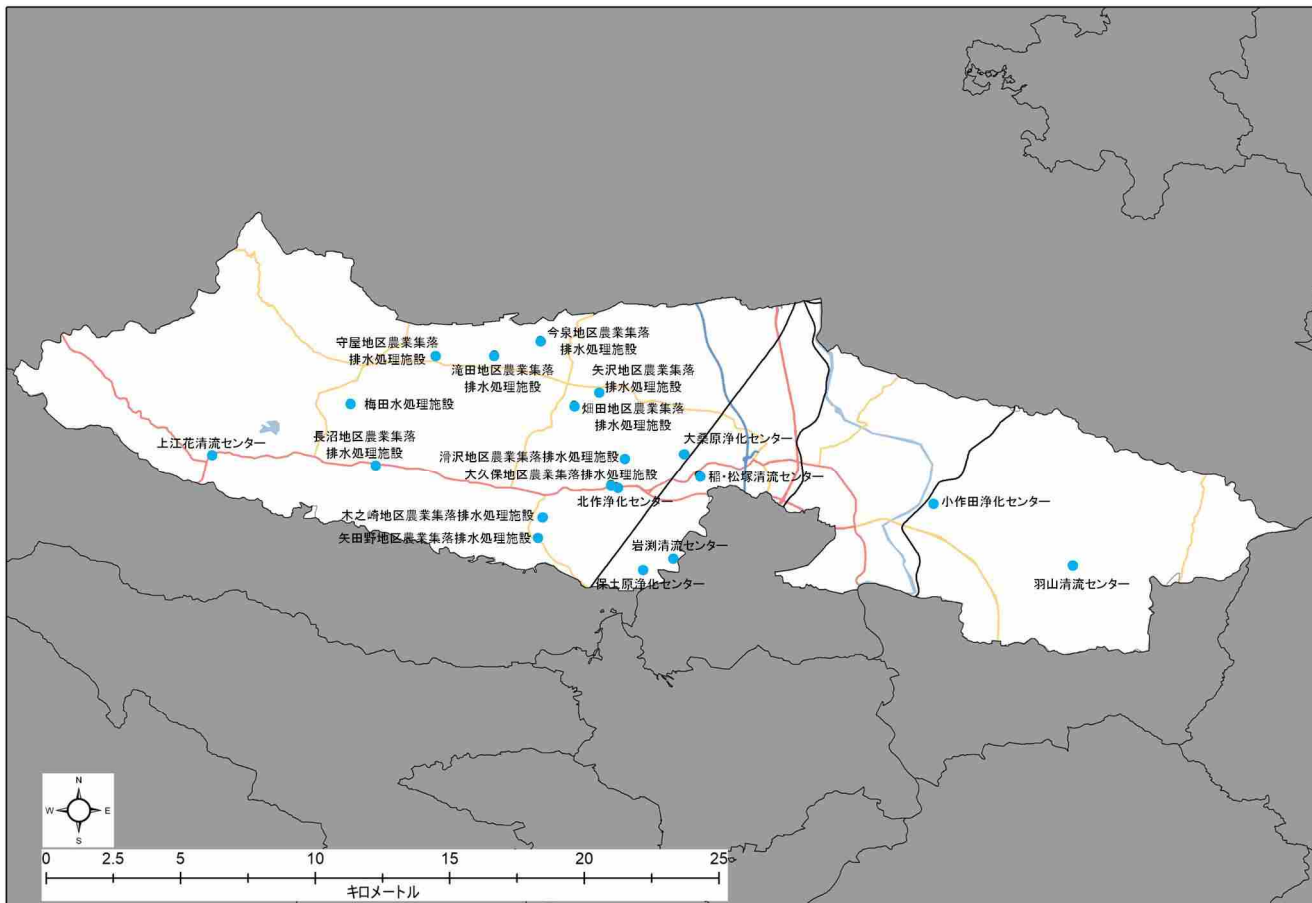 守屋地区農業集落
排水処理施設
今泉地区農業集落
排水処理施設
滝田地区農業集落
排水処理施設
矢沢地区農業集落
排水処理施設
梅田水処理施設
畑田地区農業集落
排水処理施設
上江花清流センター
長沼地区農業集落
排水処理施設
大桑原浄化センター
滑沢地区農業集落排水処理施設
大久保地区農業集落排水処理施設
稲・松塚清流センター
北作浄化センター
小作田浄化センター
木之崎地区農業集落排水処理施設
矢田野地区農業集落排水処理施設
岩渕清流センター
保土原浄化センター
羽山清流センター
N
W E
S
0 2.5 5 10 15 20 25
キロメートル